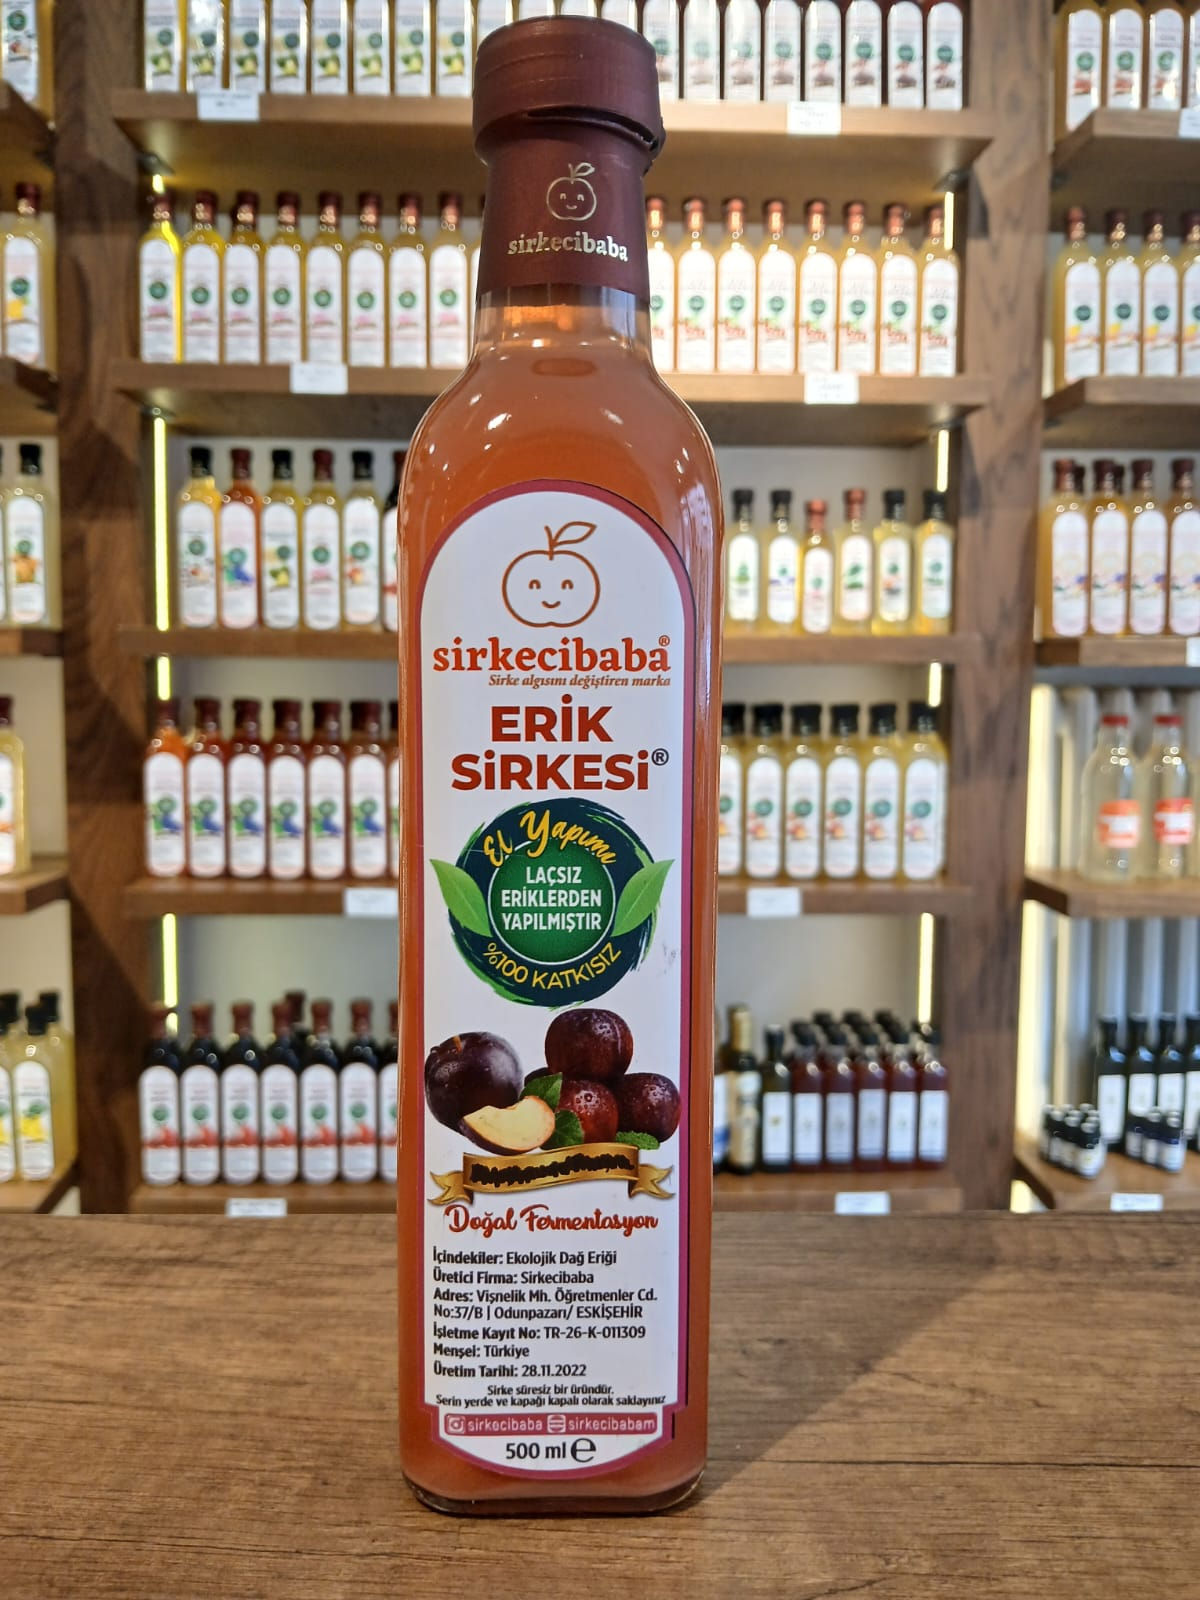 sirkecibaba
sirkecibaba®
Sirke algısını değiştiren marka
ERİK
SİRKESİ®
El Yapımı
LAÇSIZ
ERİKLERDEN
YAPILMIŞTIR
%100 KATKISIZ
Doğal Fermentasyon
İçindekiler: Ekolojik Dağ Eriği
Üretici Firma: Sirkecibaba
Adres: Vişnelik Mh. Öğretmenler Cd.
No:37/B | Odunpazarı/ ESKİŞEHİR
İşletme Kayıt No: TR-26-K-011309
Menşei: Türkiye
Üretim Tarihi: 28.11.2022
Sirke süresiz bir üründür.
Serin yerde ve kapağı kapalı olarak saklayınız
sirkecibaba sirkecibabam
500 ml ℮